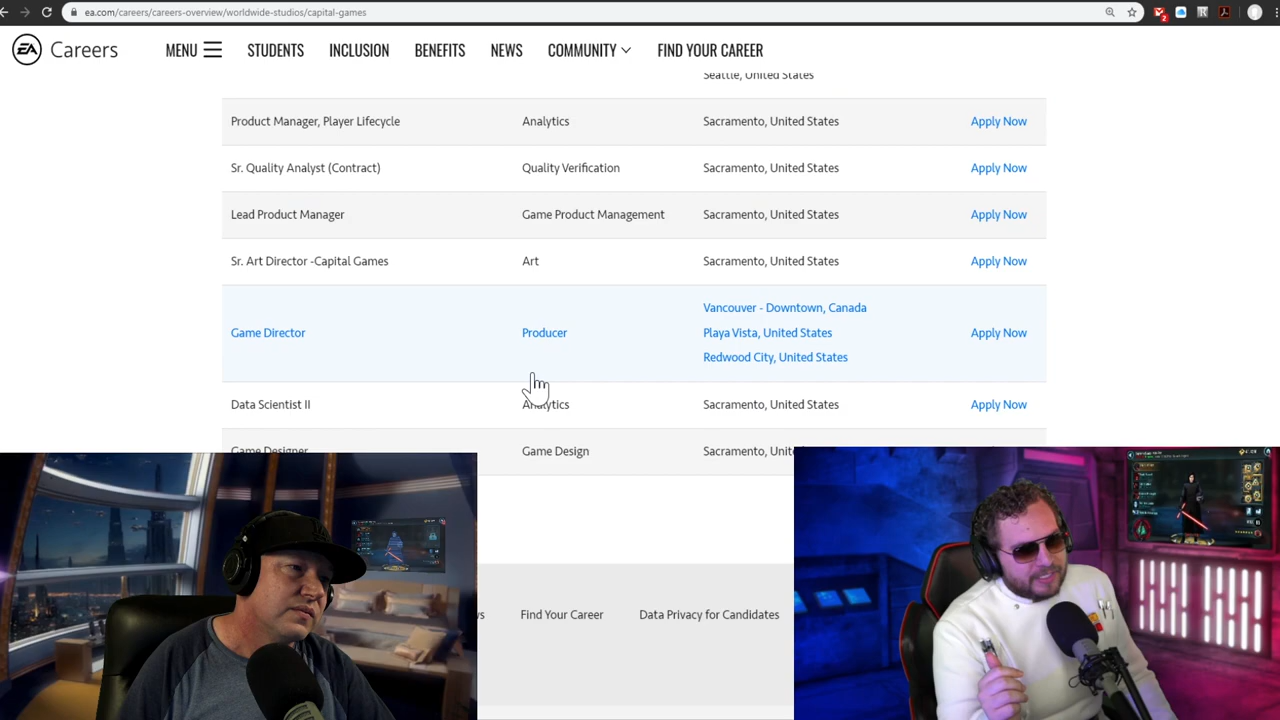 ea.com/careers/careers-overview/worldwide-studios/capital-games
2
EA Careers MENU STUDENTS INCLUSION BENEFITS NEWS COMMUNITY FIND YOUR CAREER
Seattle, United States
Product Manager, Player Lifecycle Analytics Sacramento, United States Apply Now
Sr. Quality Analyst (Contract) Quality Verification Sacramento, United States Apply Now
Lead Product Manager Game Product Management Sacramento, United States Apply Now
Sr. Art Director -Capital Games Art Sacramento, United States Apply Now
Vancouver - Downtown, Canada
Game Director Producer Playa Vista, United States Apply Now
Redwood City, United States
Data Scientist II Analytics Sacramento, United States Apply Now
Game Designer Game Design Sacramento,
Find Your Career Data Privacy for Candidates